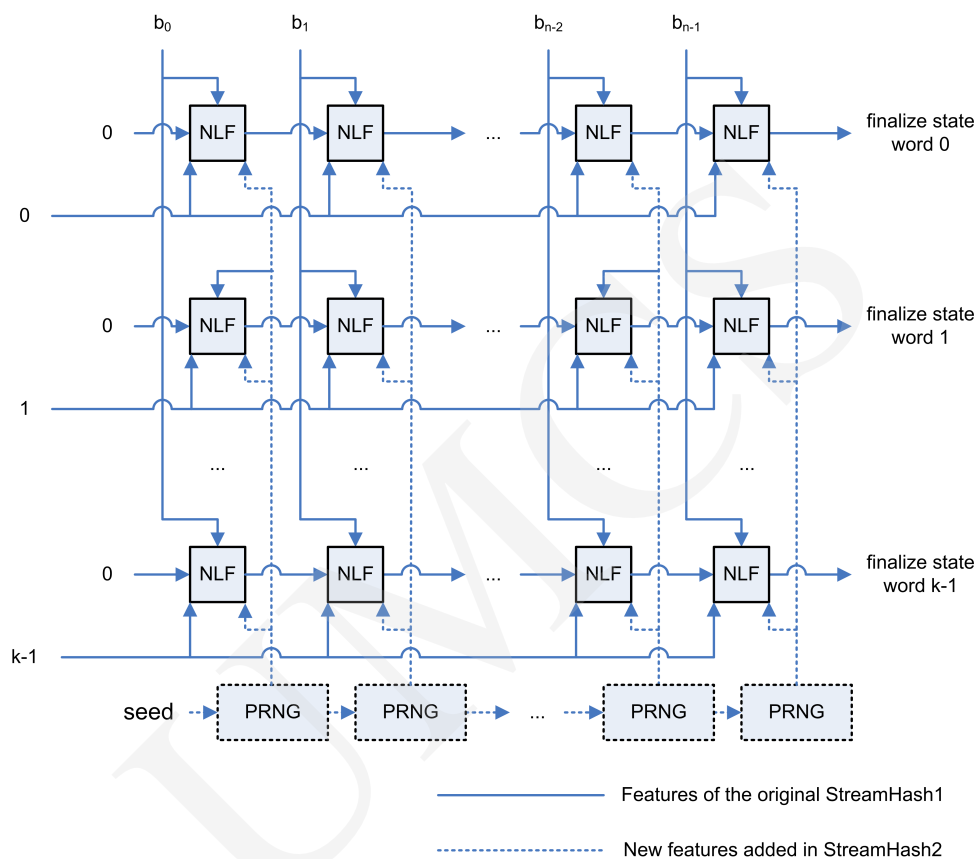 b0 b1 bn-2 bn-1
0 NLF NLF ... NLF NLF finalize state
word 0
0
0 NLF NLF ... NLF NLF finalize state
word 1
1
... ... ... ...
0 NLF NLF ... NLF NLF finalize state
word k-1
k-1
seed PRNG PRNG ... PRNG PRNG
Features of the original StreamHash1
New features added in StreamHash2
UMCS